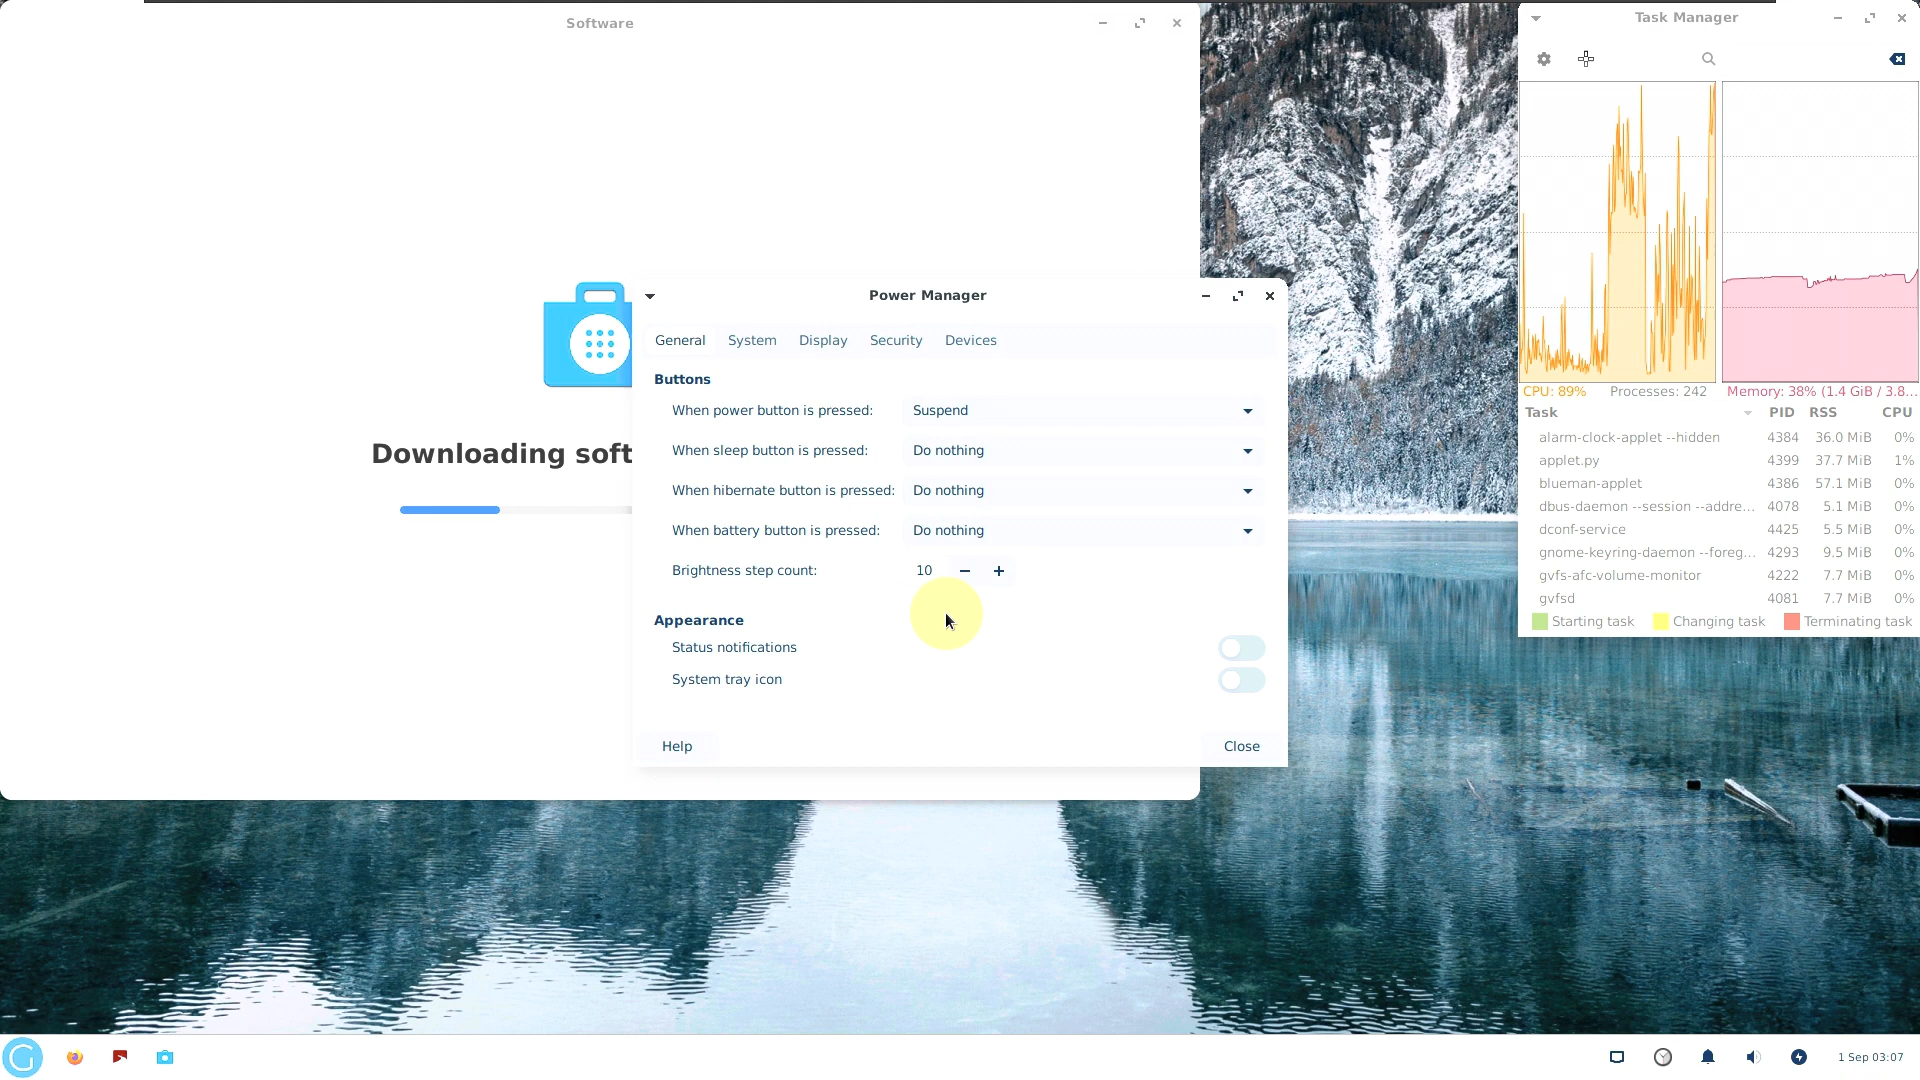 Software
Downloading soft
Power Manager
General System Display Security Devices
Buttons
When power button is pressed: Suspend
When sleep button is pressed: Do nothing
When hibernate button is pressed: Do nothing
When battery button is pressed: Do nothing
Brightness step count: 10
Appearance
Status notifications
System tray icon
Help Close
Task Manager
CPU: 89% Processes: 242 Memory: 38% (1.4 GiB / 3.8...
Task PID RSS CPU
alarm-clock-applet --hidden 4384 36.0 MiB 0%
applet.py 4399 37.7 MiB 1%
blueman-applet 4386 57.1 MiB 0%
dbus-daemon --session --addre... 4078 5.1 MiB 0%
dconf-service 4425 5.5 MiB 0%
gnome-keyring-daemon --foreg... 4293 9.5 MiB 0%
gvfs-afc-volume-monitor 4222 7.7 MiB 0%
gvfsd 4081 7.7 MiB 0%
Starting task Changing task Terminating task
1 Sep 03:07